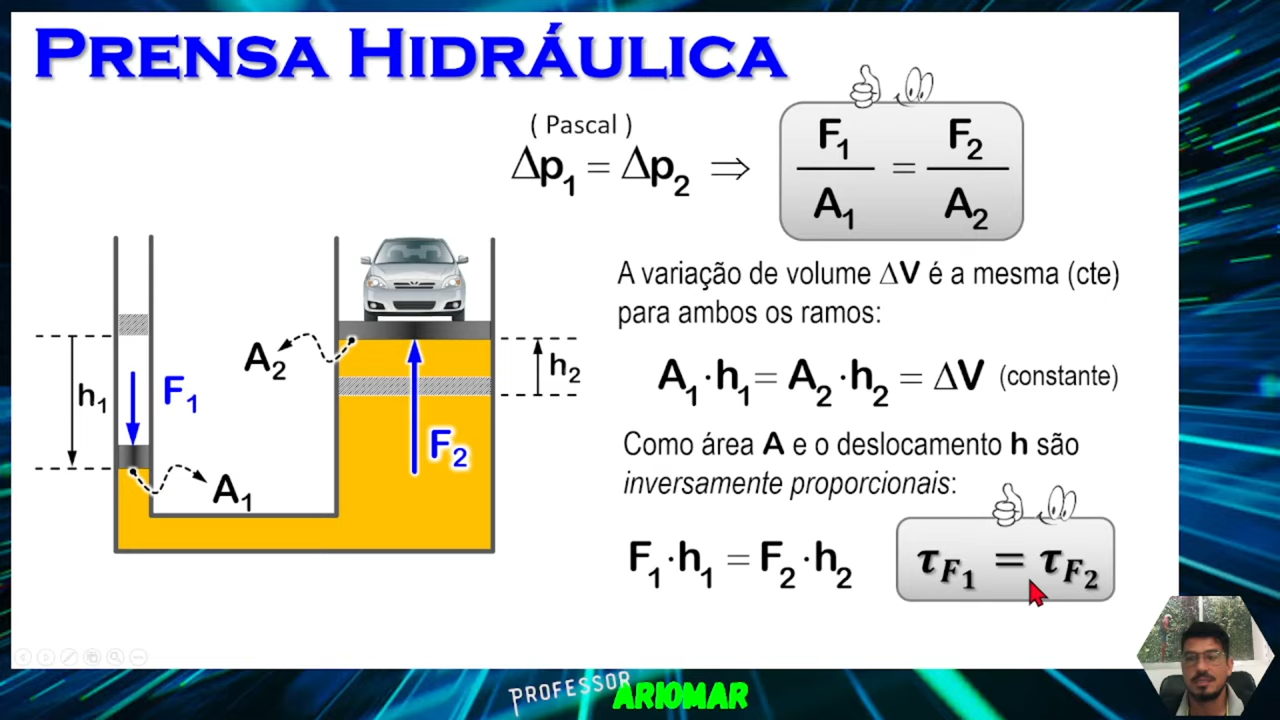 PRENSA HIDRÁULICA
( Pascal )
Δp₁ = Δp₂ ⇒ F₁/A₁ = F₂/A₂
A variação de volume ΔV é a mesma (cte)
para ambos os ramos:
A₁·h₁ = A₂·h₂ = ΔV (constante)
Como área A e o deslocamento h são
inversamente proporcionais:
F₁·h₁ = F₂·h₂
τF₁ = τF₂
A₂
h₂
h₁
F₁
F₂
A₁
PROFESSOR ARIOMAR